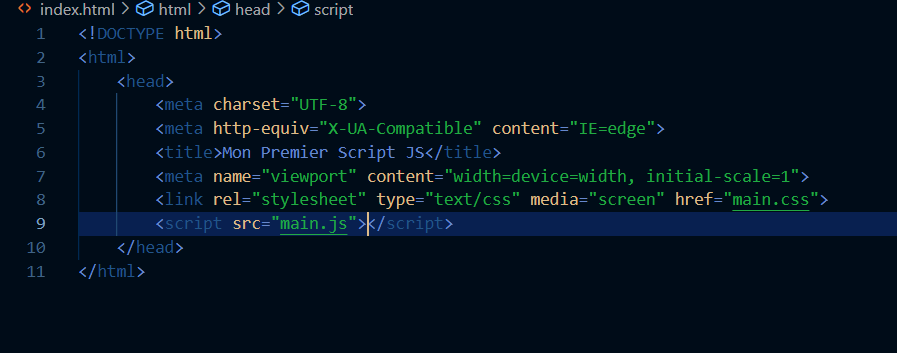 index.html > html > head > script
1 <!DOCTYPE html>
2 <html>
3 <head>
4 <meta charset="UTF-8">
5 <meta http-equiv="X-UA-Compatible" content="IE=edge">
6 <title>Mon Premier Script JS</title>
7 <meta name="viewport" content="width=device=width, initial-scale=1">
8 <link rel="stylesheet" type="text/css" media="screen" href="main.css">
9 <script src="main.js"></script>
10 </head>
11 </html>